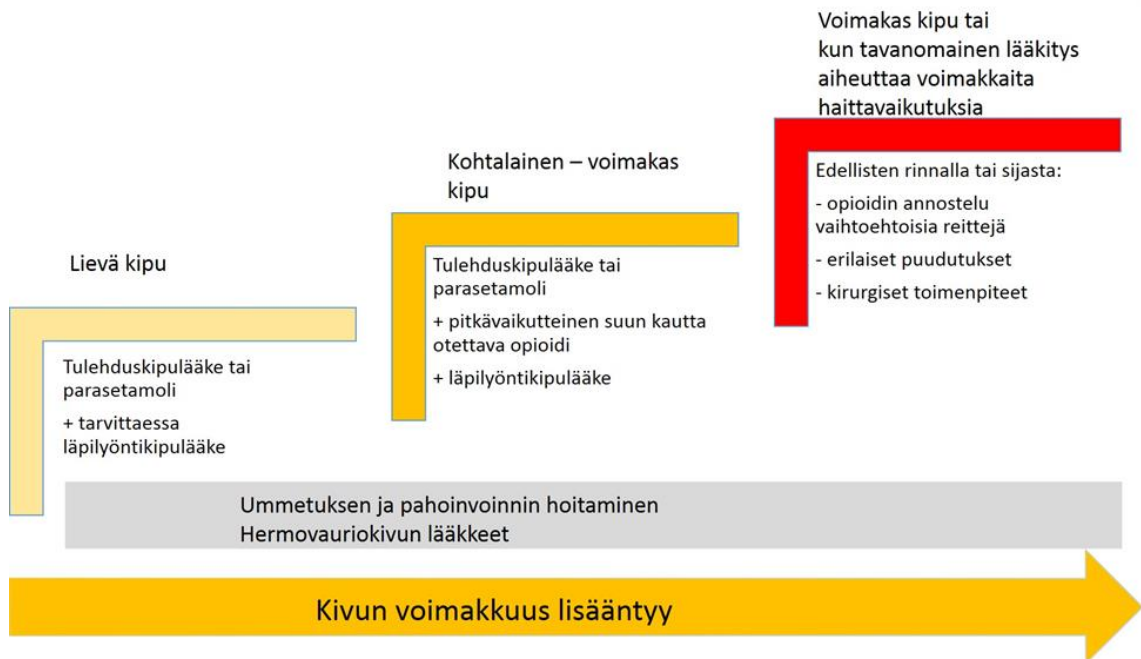 Lievä kipu
Tulehduskipulääke tai
parasetamoli
+ tarvittaessa
läpilyöntikipulääke
Kohtalainen – voimakas
kipu
Tulehduskipulääke tai
parasetamoli
+ pitkävaikutteinen suun kautta
otettava opioidi
+ läpilyöntikipulääke
Voimakas kipu tai
kun tavanomainen lääkitys
aiheuttaa voimakkaita
haittavaikutuksia
Edellisten rinnalla tai sijasta:
- opioidin annostelu
vaihtoehtoisia reittejä
- erilaiset puudutukset
- kirurgiset toimenpiteet
Ummetuksen ja pahoinvoinnin hoitaminen
Hermovauriokivun lääkkeet
Kivun voimakkuus lisääntyy